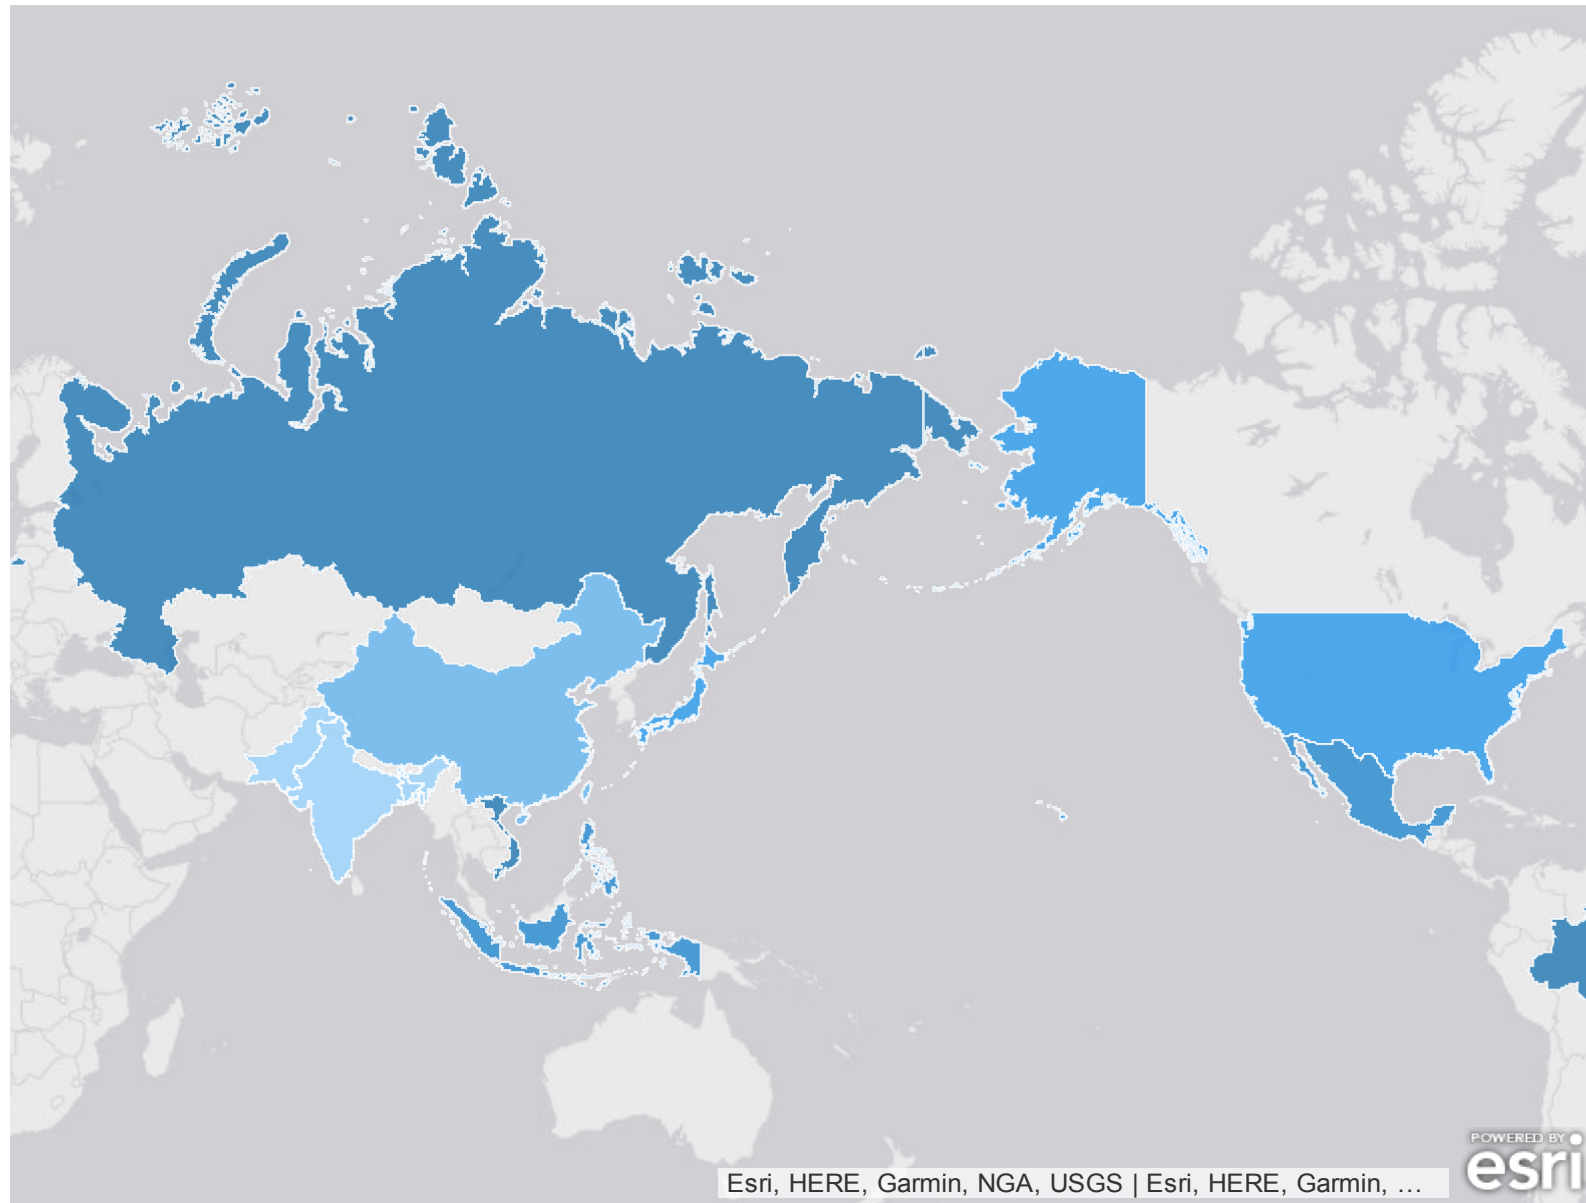 POWERED BY
esri
Esri, HERE, Garmin, NGA, USGS | Esri, HERE, Garmin, …